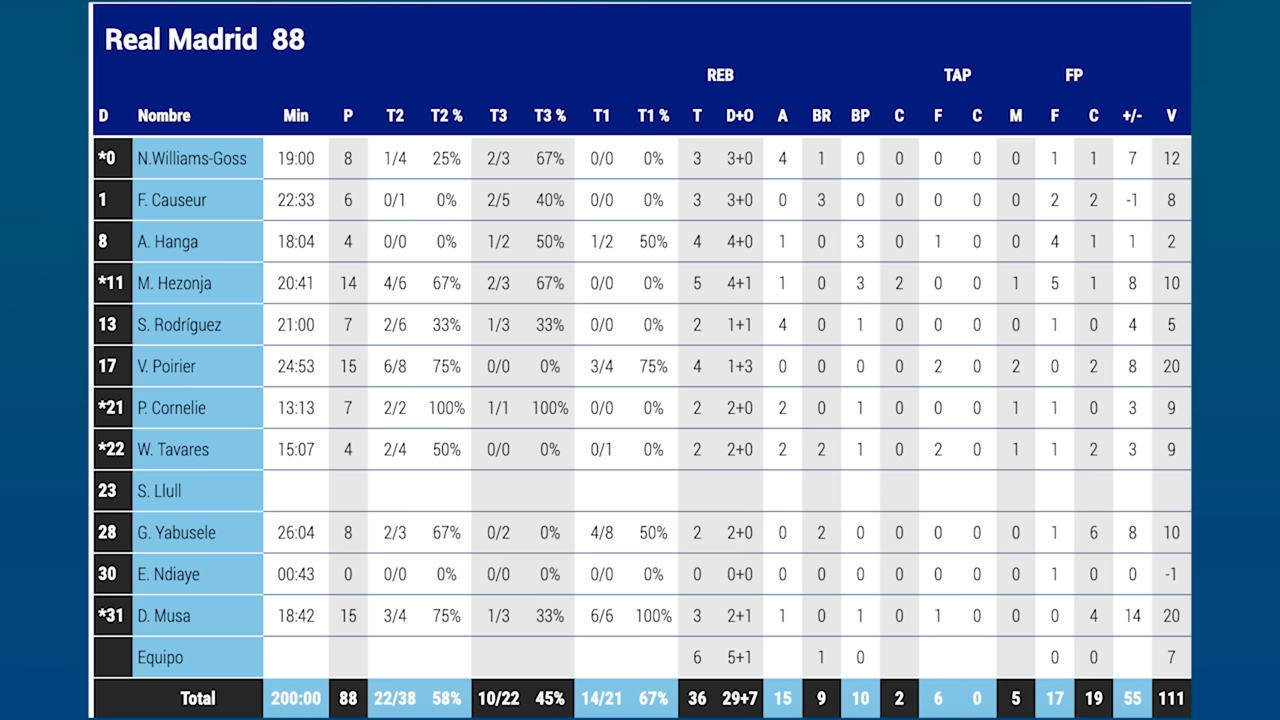 Real Madrid 88
REB TAP FP
D Nombre Min P T2 T2 % T3 T3 % T1 T1 % T D+O A BR BP C F C M F C +/- V
*0 N.Williams-Goss 19:00 8 1/4 25% 2/3 67% 0/0 0% 3 3+0 4 1 0 0 0 0 0 1 1 7 12
1 F. Causeur 22:33 6 0/1 0% 2/5 40% 0/0 0% 3 3+0 0 3 0 0 0 0 0 2 2 -1 8
8 A. Hanga 18:04 4 0/0 0% 1/2 50% 1/2 50% 4 4+0 1 0 3 0 1 0 0 4 1 1 2
*11 M. Hezonja 20:41 14 4/6 67% 2/3 67% 0/0 0% 5 4+1 1 0 3 2 0 0 1 5 1 8 10
13 S. Rodríguez 21:00 7 2/6 33% 1/3 33% 0/0 0% 2 1+1 4 0 1 0 0 0 0 1 0 4 5
17 V. Poirier 24:53 15 6/8 75% 0/0 0% 3/4 75% 4 1+3 0 0 0 0 2 0 2 0 2 8 20
*21 P. Cornelie 13:13 7 2/2 100% 1/1 100% 0/0 0% 2 2+0 2 0 1 0 0 0 1 1 0 3 9
*22 W. Tavares 15:07 4 2/4 50% 0/0 0% 0/1 0% 2 2+0 2 2 1 0 2 0 1 1 2 3 9
23 S. Llull
28 G. Yabusele 26:04 8 2/3 67% 0/2 0% 4/8 50% 2 2+0 0 2 0 0 0 0 0 1 6 8 10
30 E. Ndiaye 00:43 0 0/0 0% 0/0 0% 0/0 0% 0 0+0 0 0 0 0 0 0 0 1 0 0 -1
*31 D. Musa 18:42 15 3/4 75% 1/3 33% 6/6 100% 3 2+1 1 0 1 0 1 0 0 0 4 14 20
Equipo 6 5+1 1 0 0 0 7
Total 200:00 88 22/38 58% 10/22 45% 14/21 67% 36 29+7 15 9 10 2 6 0 5 17 19 55 111